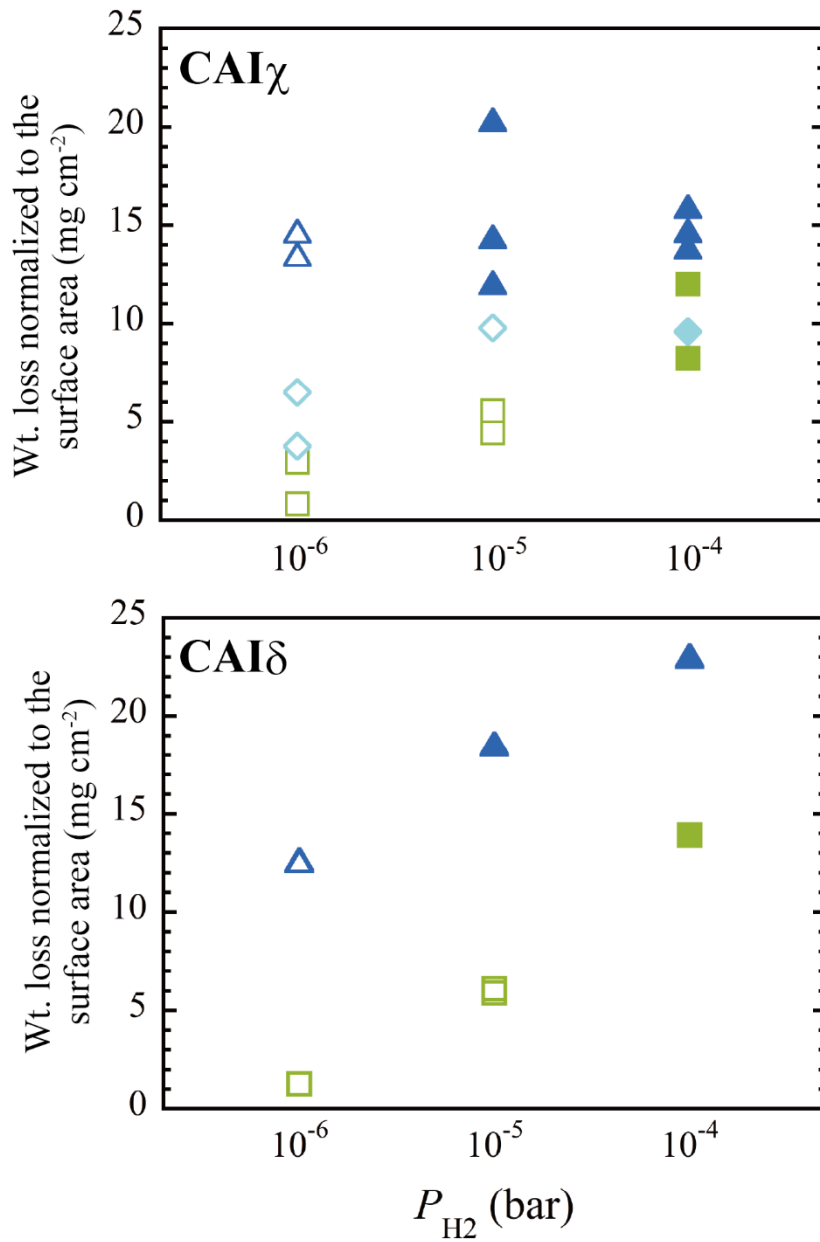 CAIχ
Wt. loss normalized to the
surface area (mg cm⁻²)
25
20
15
10
5
0
10⁻⁶
10⁻⁵
10⁻⁴
CAIδ
Wt. loss normalized to the
surface area (mg cm⁻²)
25
20
15
10
5
0
10⁻⁶
10⁻⁵
10⁻⁴
P_H2 (bar)